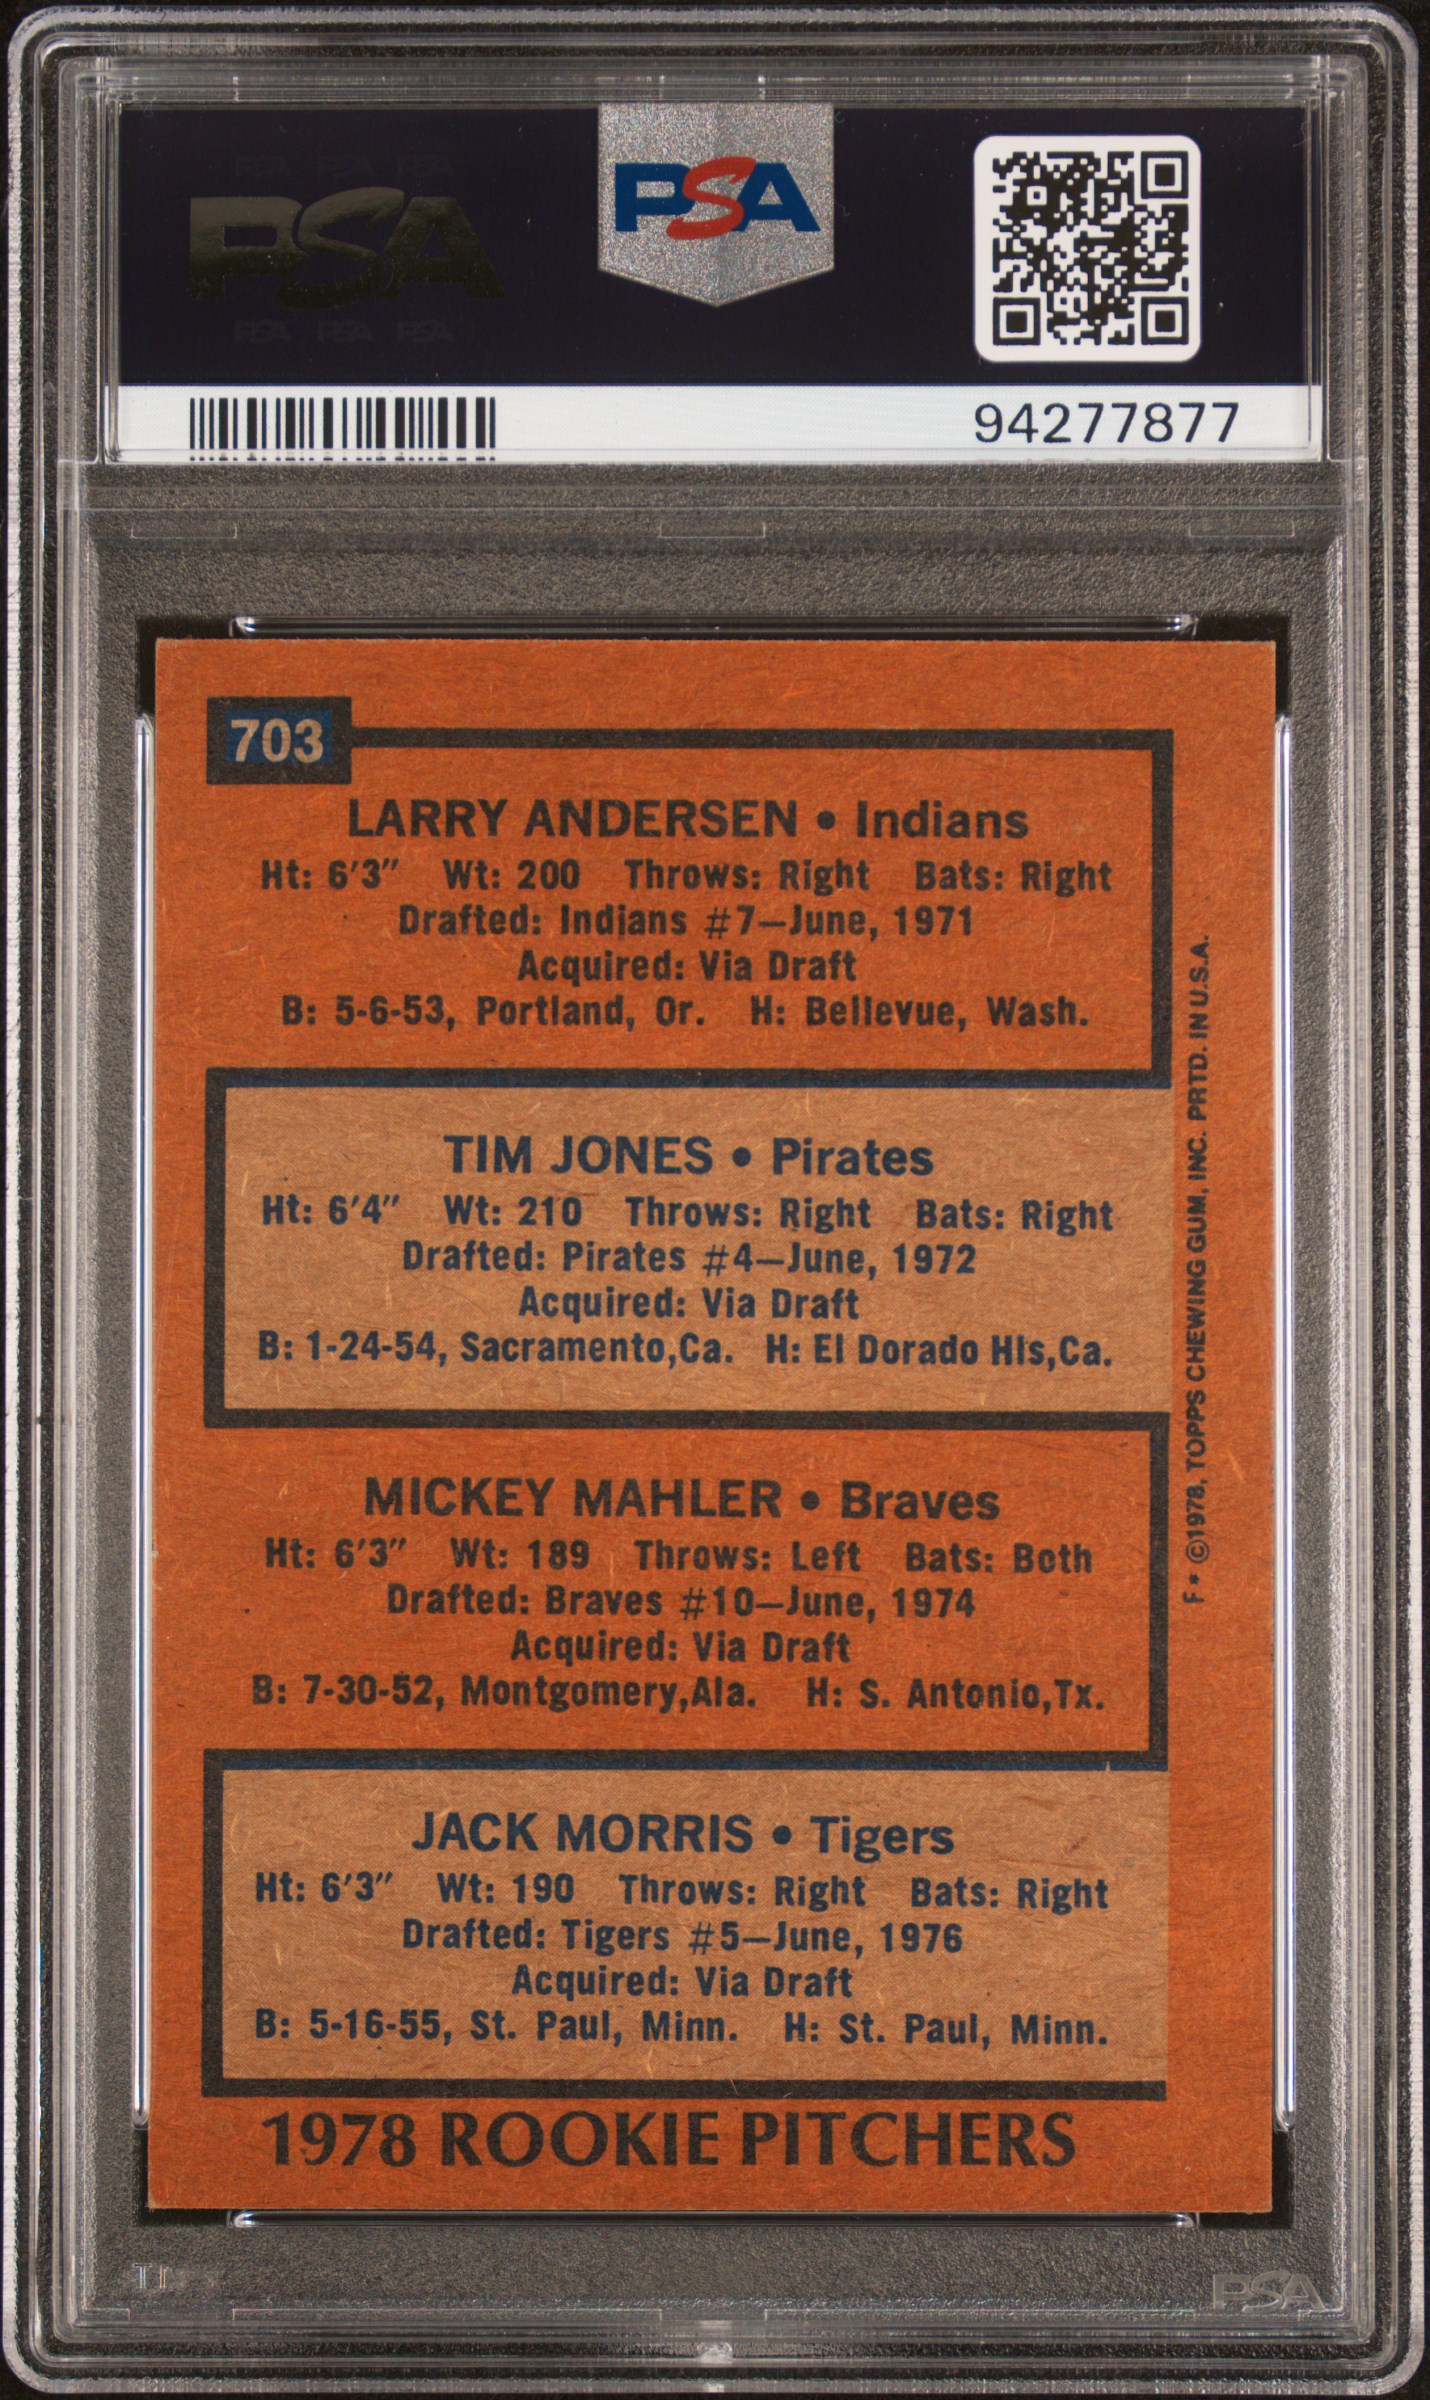 PSA
PSA
94277877
703
LARRY ANDERSEN • Indians
Ht: 6'3" Wt: 200 Throws: Right Bats: Right
Drafted: Indians #7—June, 1971
Acquired: Via Draft
B: 5-6-53, Portland, Or. H: Bellevue, Wash.
TIM JONES • Pirates
Ht: 6'4" Wt: 210 Throws: Right Bats: Right
Drafted: Pirates #4—June, 1972
Acquired: Via Draft
B: 1-24-54, Sacramento,Ca. H: El Dorado Hls,Ca.
MICKEY MAHLER • Braves
Ht: 6'3" Wt: 189 Throws: Left Bats: Both
Drafted: Braves #10—June, 1974
Acquired: Via Draft
B: 7-30-52, Montgomery,Ala. H: S. Antonio,Tx.
JACK MORRIS • Tigers
Ht: 6'3" Wt: 190 Throws: Right Bats: Right
Drafted: Tigers #5—June, 1976
Acquired: Via Draft
B: 5-16-55, St. Paul, Minn. H: St. Paul, Minn.
1978 ROOKIE PITCHERS
F * ©1978, TOPPS CHEWING GUM, INC. PRTD. IN U.S.A.
PSA